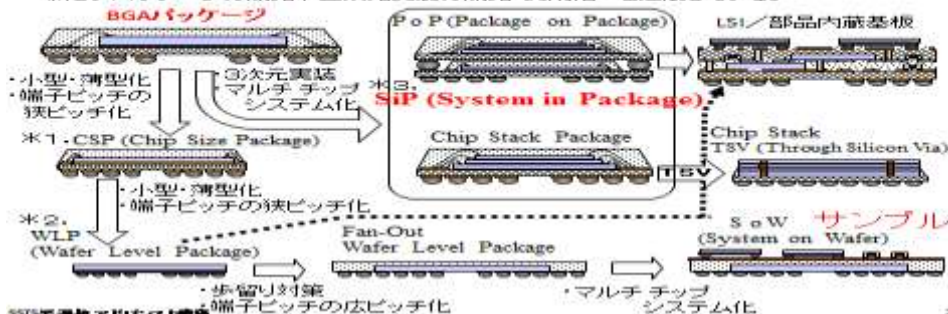 BGAパッケージ
・小型・薄型化
・端子ピッチの
狭ピッチ化
・3次元実装
・マルチ チップ
システム化
*3.
PoP(Package on Package)
SiP(System in Package)
Chip Stack Package
LSI/部品内蔵基板
*1.CSP(Chip Size Package)
TSV
Chip Stack
TSV(Through Silicon Via)
・小型・薄型化
・端子ピッチの狭ピッチ化
*2.
WLP
(Wafer Level Package)
Fan-Out
Wafer Level Package
SoW
(System on Wafer)
サンプル
・歩留り対策
・端子ピッチの広ピッチ化
・マルチ チップ
システム化